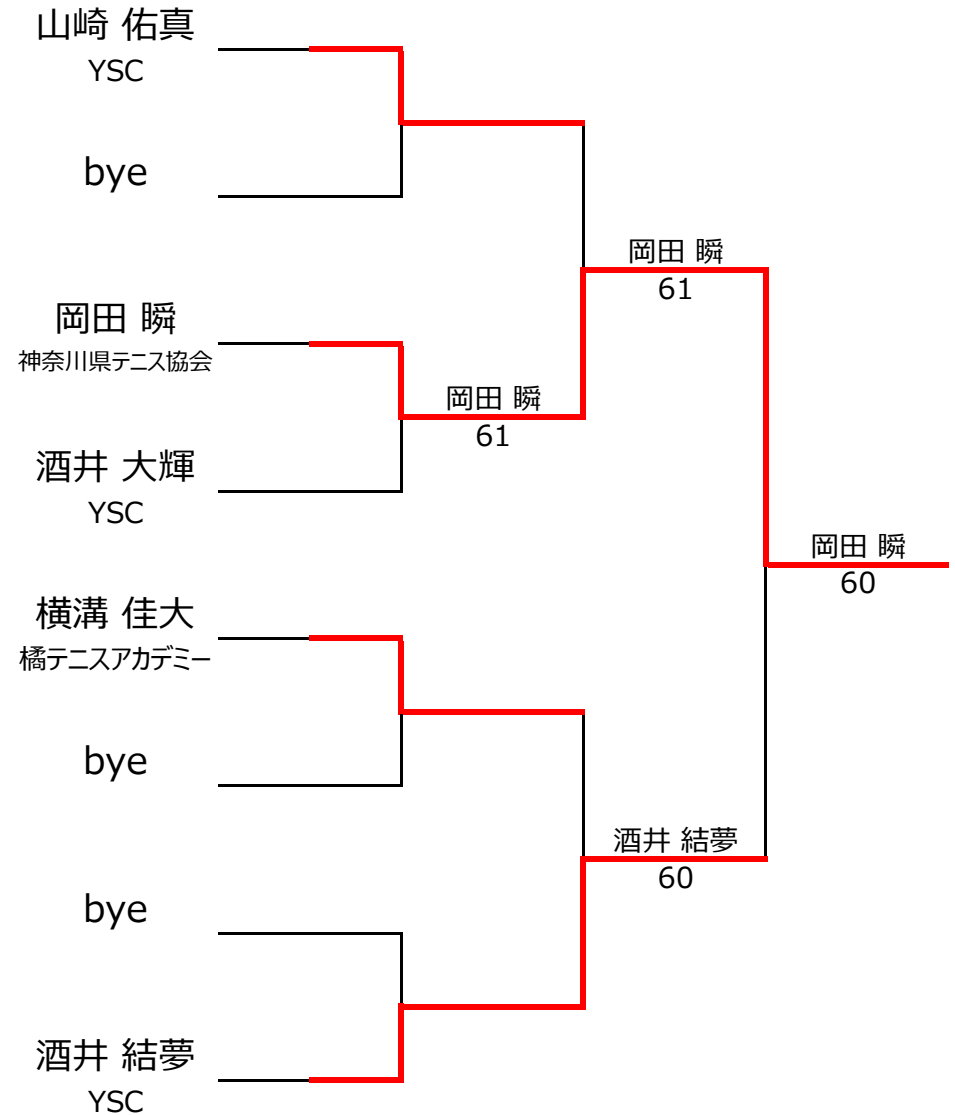 山崎 佑真
YSC
bye
岡田 瞬
神奈川県テニス協会
酒井 大輝
YSC
横溝 佳大
橘テニスアカデミー
bye
bye
酒井 結夢
YSC
岡田 瞬
61
岡田 瞬
61
酒井 結夢
60
岡田 瞬
60